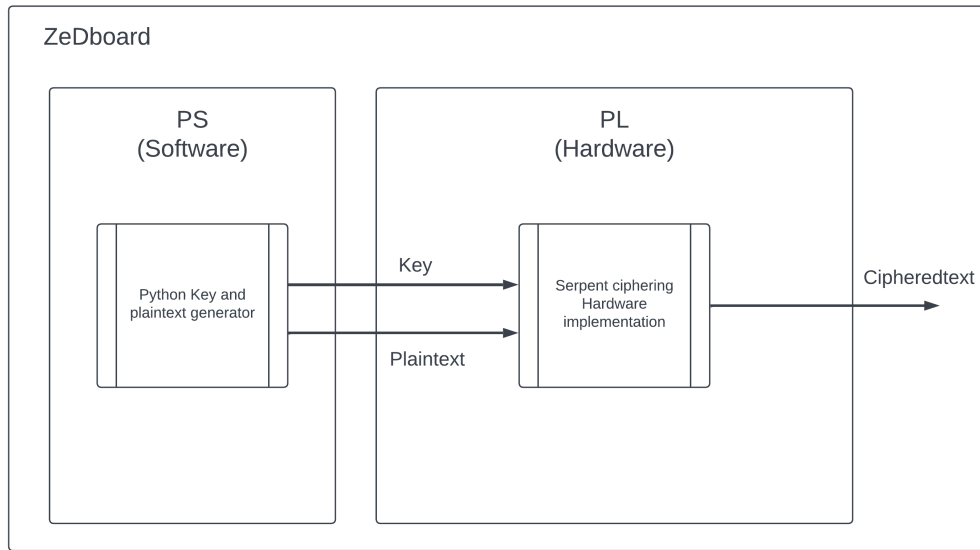 ZeDboard
PS
(Software)
PL
(Hardware)
Python Key and
plaintext generator
Key
Plaintext
Serpent ciphering
Hardware
implementation
Cipheredtext